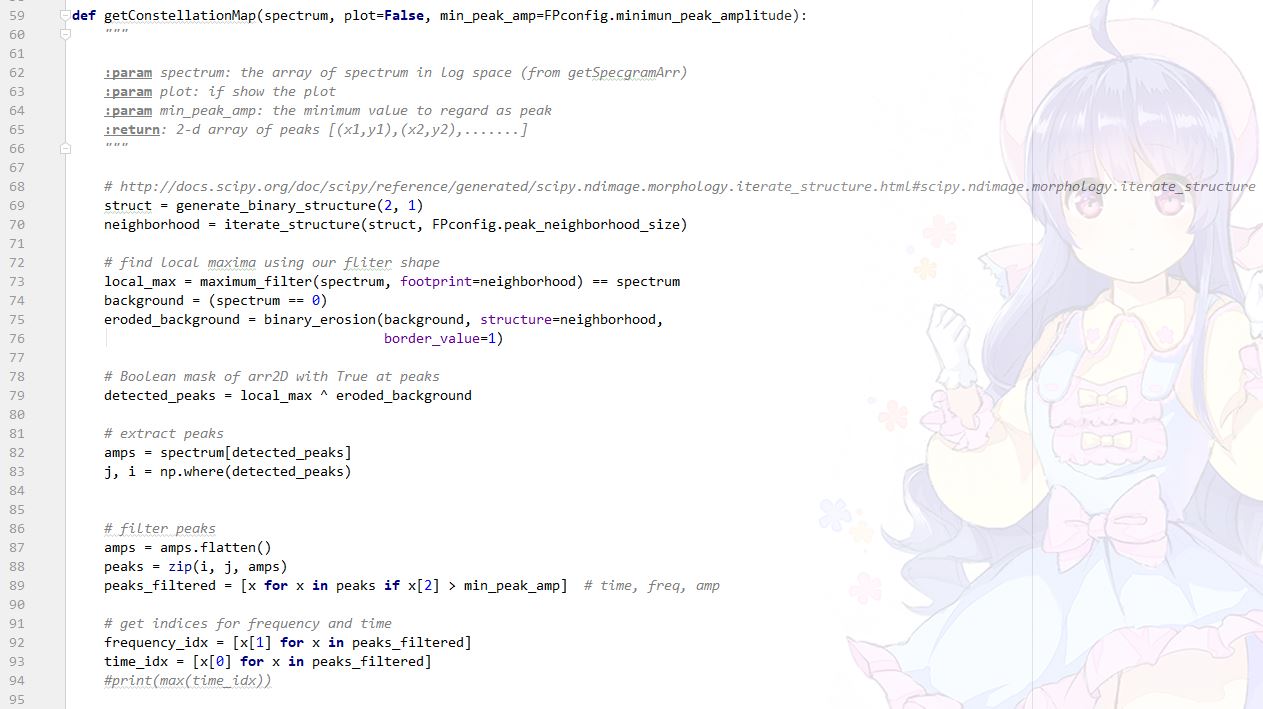 59 def getConstellationMap(spectrum, plot=False, min_peak_amp=FPconfig.minimun_peak_amplitude):
60 """
61
62 :param spectrum: the array of spectrum in log space (from getSpecgramArr)
63 :param plot: if show the plot
64 :param min_peak_amp: the minimum value to regard as peak
65 :return: 2-d array of peaks [(x1,y1),(x2,y2),.......]
66 """
67
68 # http://docs.scipy.org/doc/scipy/reference/generated/scipy.ndimage.morphology.iterate_structure.html#scipy.ndimage.morphology.iterate_structure
69 struct = generate_binary_structure(2, 1)
70 neighborhood = iterate_structure(struct, FPconfig.peak_neighborhood_size)
71
72 # find local maxima using our fliter shape
73 local_max = maximum_filter(spectrum, footprint=neighborhood) == spectrum
74 background = (spectrum == 0)
75 eroded_background = binary_erosion(background, structure=neighborhood,
76 border_value=1)
77
78 # Boolean mask of arr2D with True at peaks
79 detected_peaks = local_max ^ eroded_background
80
81 # extract peaks
82 amps = spectrum[detected_peaks]
83 j, i = np.where(detected_peaks)
84
85
86 # filter peaks
87 amps = amps.flatten()
88 peaks = zip(i, j, amps)
89 peaks_filtered = [x for x in peaks if x[2] > min_peak_amp]  # time, freq, amp
90
91 # get indices for frequency and time
92 frequency_idx = [x[1] for x in peaks_filtered]
93 time_idx = [x[0] for x in peaks_filtered]
94 #print(max(time_idx))
95